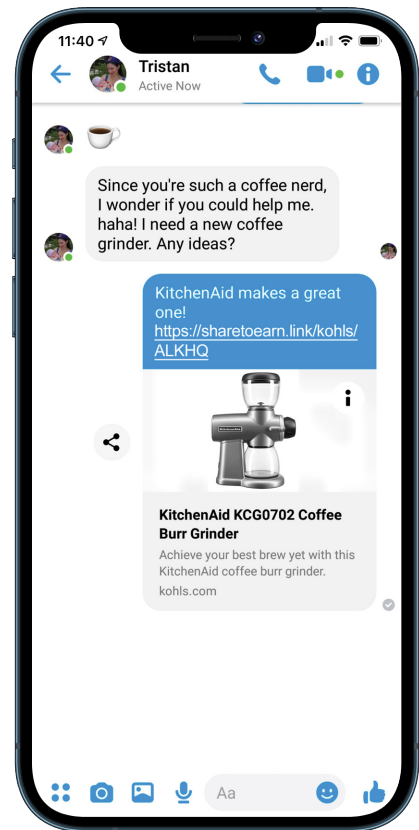 11:40
Tristan
Active Now
Since you're such a coffee nerd,
I wonder if you could help me.
haha! I need a new coffee
grinder. Any ideas?
KitchenAid makes a great
one!
https://sharetoearn.link/kohls/
ALKHQ
KitchenAid
KitchenAid KCG0702 Coffee
Burr Grinder
Achieve your best brew yet with this
KitchenAid coffee burr grinder.
kohls.com
Aa